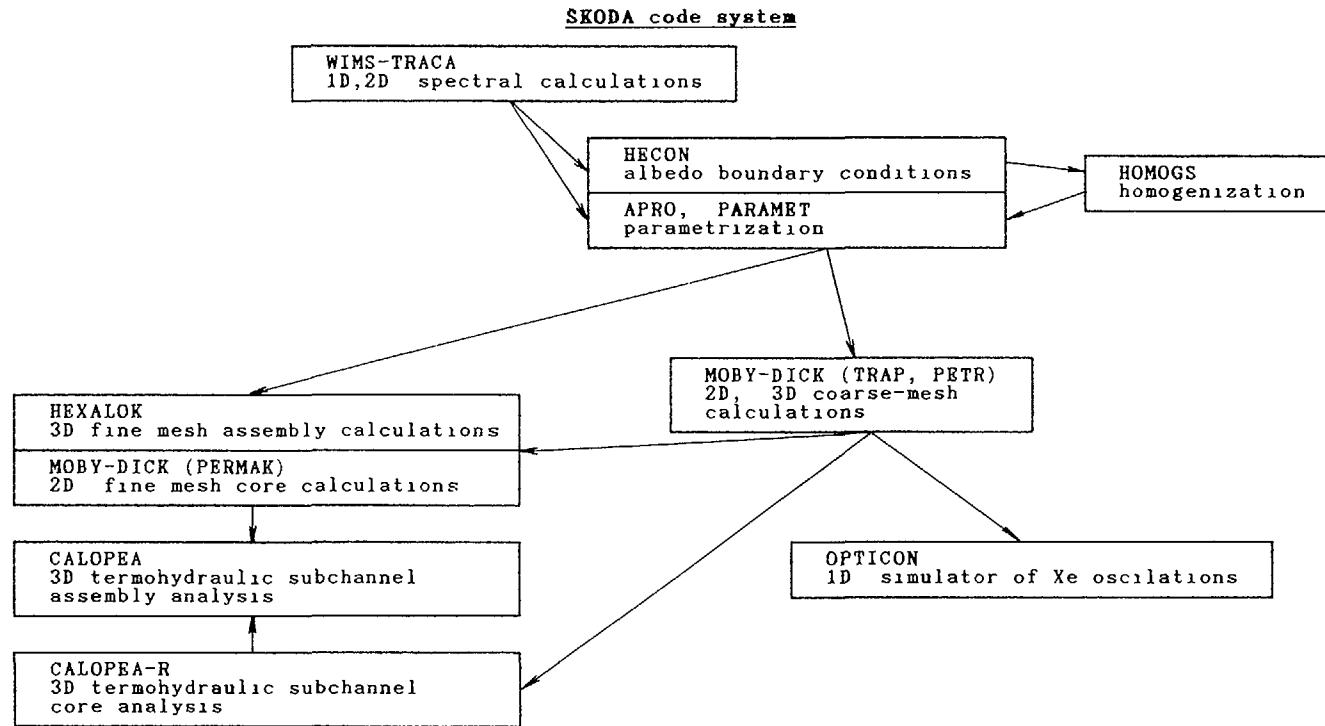 SKODA code system
WIMS-TRACA
1D,2D spectral calculations
HECON
albedo boundary conditions
HOMOGS
homogenization
APRO, PARAMET
parametrization
MOBY-DICK (TRAP, PETR)
2D, 3D coarse-mesh
calculations
HEXALOK
3D fine mesh assembly calculations
MOBY-DICK (PERMAK)
2D fine mesh core calculations
CALOPEA
3D termohydraulic subchannel
assembly analysis
OPTICON
1D simulator of Xe oscilations
CALOPEA-R
3D termohydraulic subchannel
core analysis